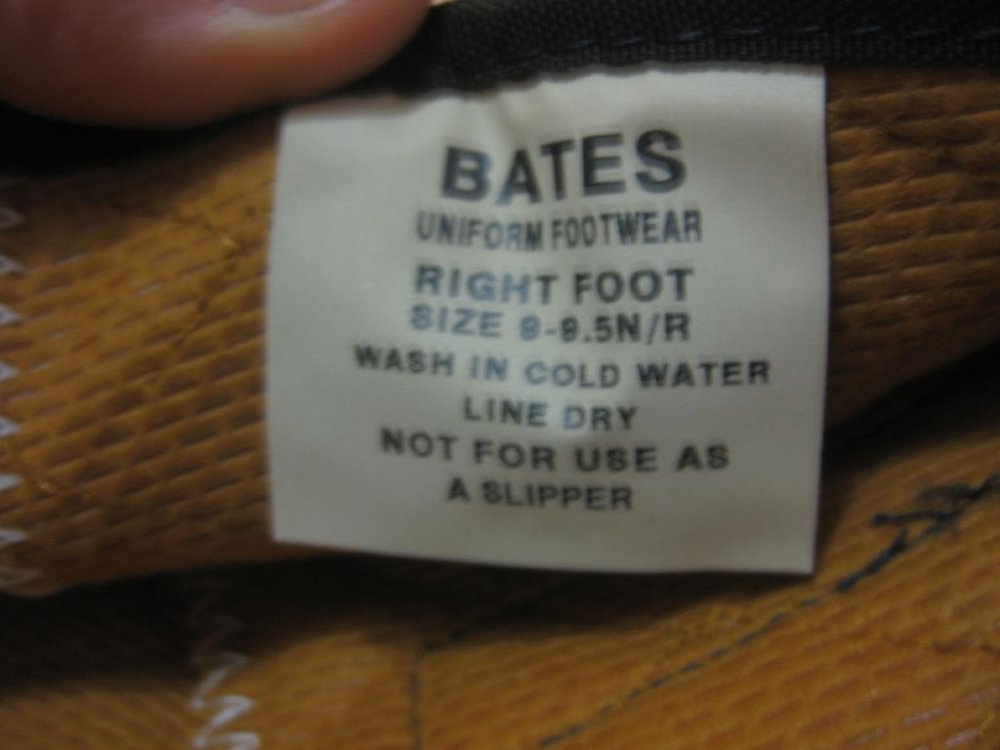 BATES
UNIFORM FOOTWEAR
RIGHT FOOT
SIZE 9-9.5N/R
WASH IN COLD WATER
LINE DRY
NOT FOR USE AS
A SLIPPER